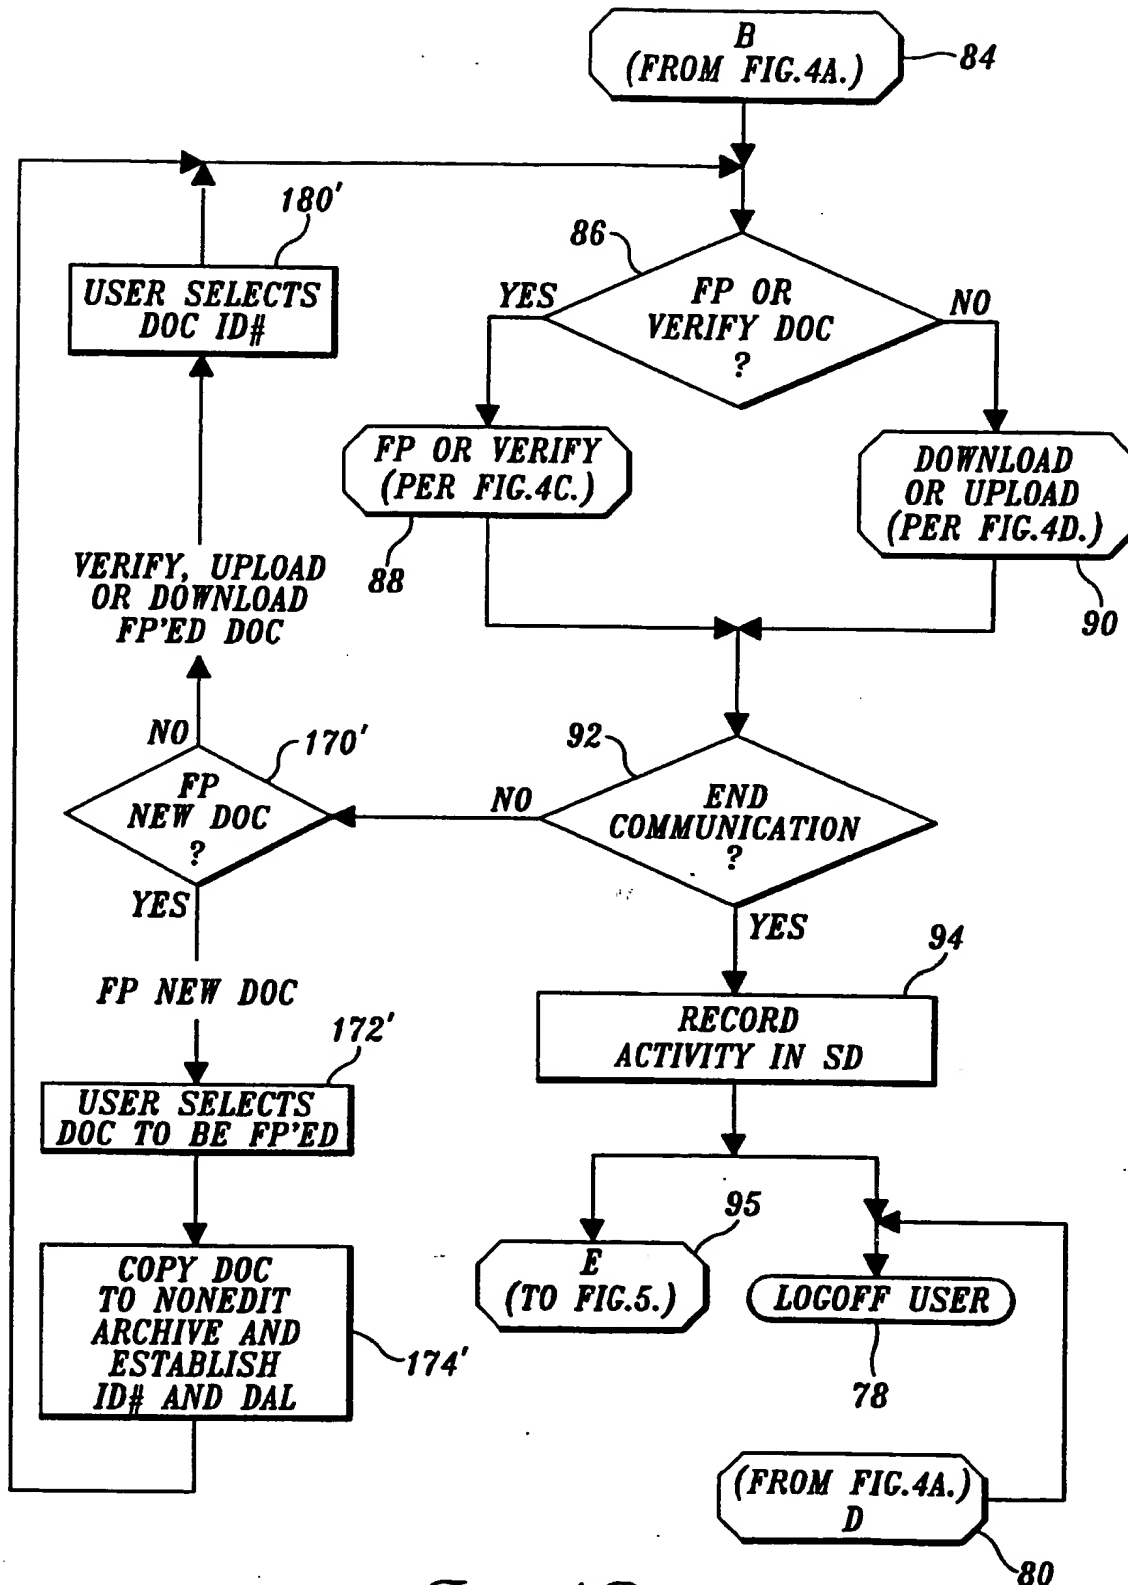 B
(FROM FIG.4A.)
84
180'
USER SELECTS
DOC ID#
86
YES
FP OR
VERIFY DOC
?
NO
FP OR VERIFY
(PER FIG.4C.)
88
DOWNLOAD
OR UPLOAD
(PER FIG.4D.)
90
VERIFY, UPLOAD
OR DOWNLOAD
FP'ED DOC
NO
170'
FP
NEW DOC
?
YES
92
NO
END
COMMUNICATION
?
YES
FP NEW DOC
172'
USER SELECTS
DOC TO BE FP'ED
94
RECORD
ACTIVITY IN SD
COPY DOC
TO NONEDIT
ARCHIVE AND
ESTABLISH
ID# AND DAL
174'
95
E
(TO FIG.5.)
LOGOFF USER
78
(FROM FIG.4A.)
D
80